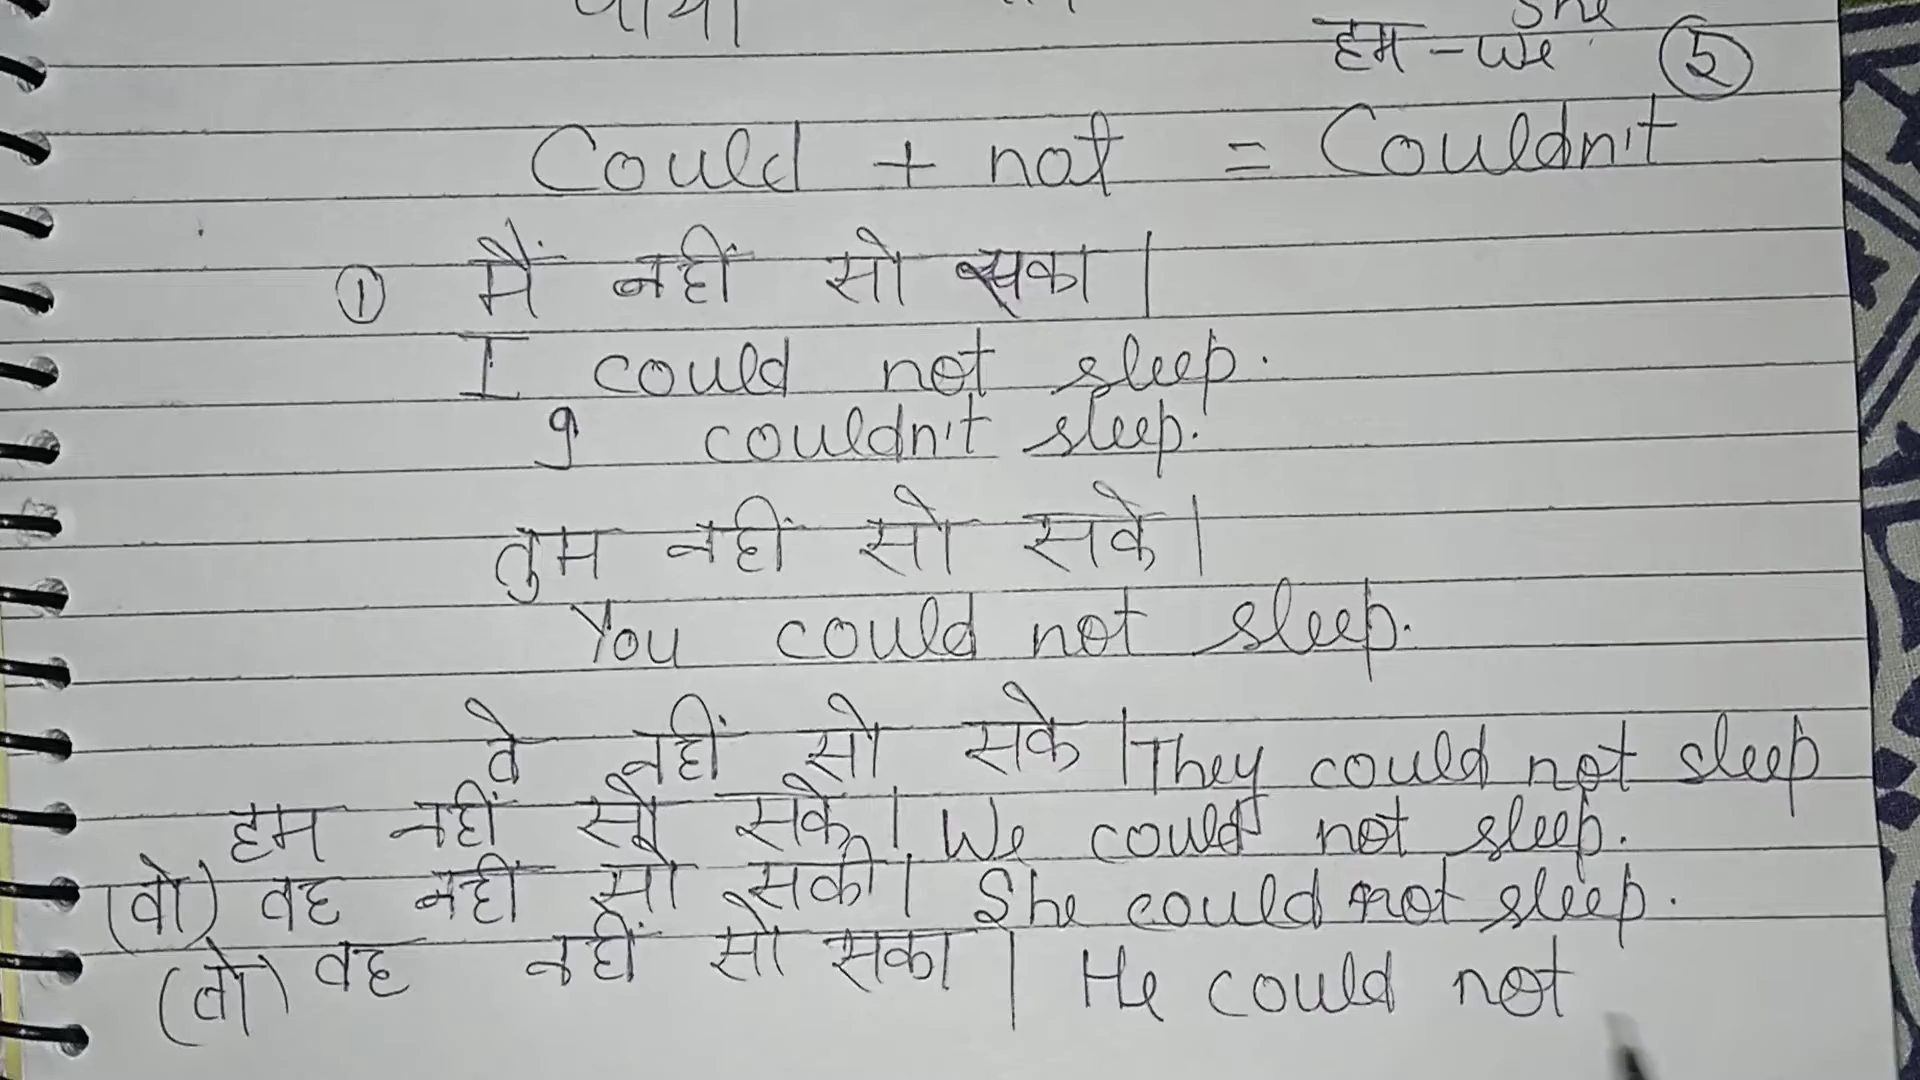 She
हम - we (5)
Could + not = Couldn't
① मैं नहीं सो सका।
I could not sleep.
I couldn't sleep.
तुम नहीं सो सके।
You could not sleep.
वे नहीं सो सके। They could not sleep
हम नहीं सो सके। We could not sleep.
(वो) वह नहीं सो सकी। She could not sleep.
(वो) वह नहीं सो सका। He could not